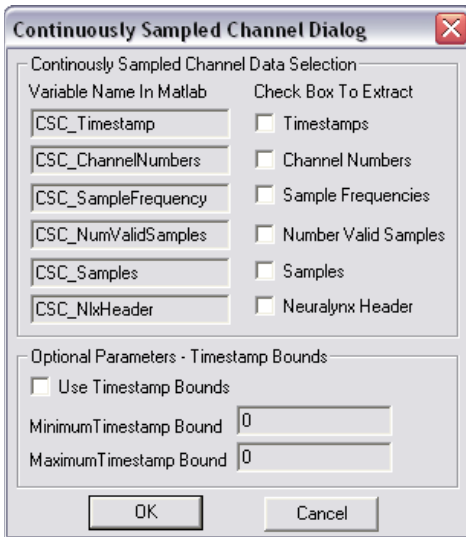 Continuously Sampled Channel Dialog
Continously Sampled Channel Data Selection
Variable Name In Matlab Check Box To Extract
CSC_Timestamp Timestamps
CSC_ChannelNumbers Channel Numbers
CSC_SampleFrequency Sample Frequencies
CSC_NumValidSamples Number Valid Samples
CSC_Samples Samples
CSC_NlxHeader Neuralynx Header
Optional Parameters - Timestamp Bounds
Use Timestamp Bounds
MinimumTimestamp Bound 0
MaximumTimestamp Bound 0
OK Cancel